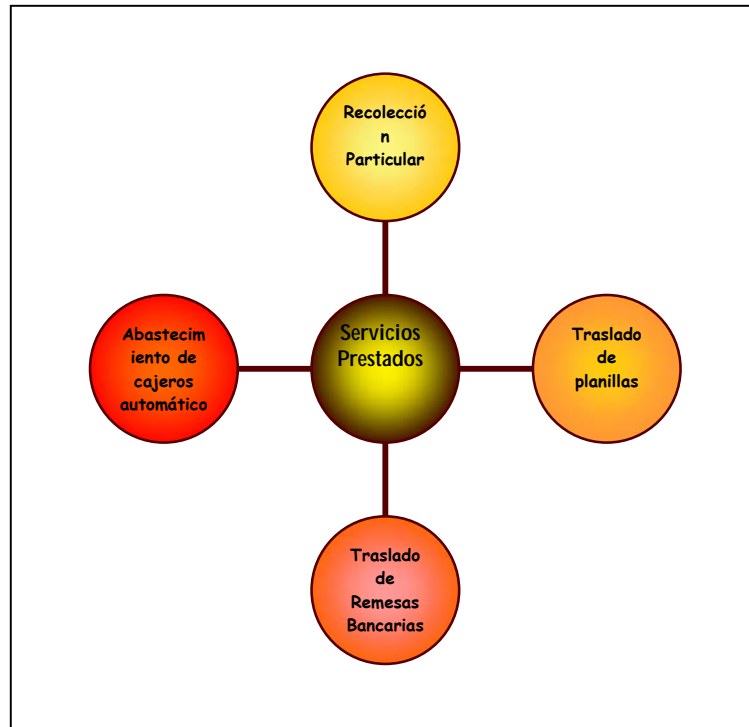 Recolecció
n
Particular
Abastecim
iento de
cajeros
automático
Servicios
Prestados
Traslado
de
planillas
Traslado
de
Remesas
Bancarias